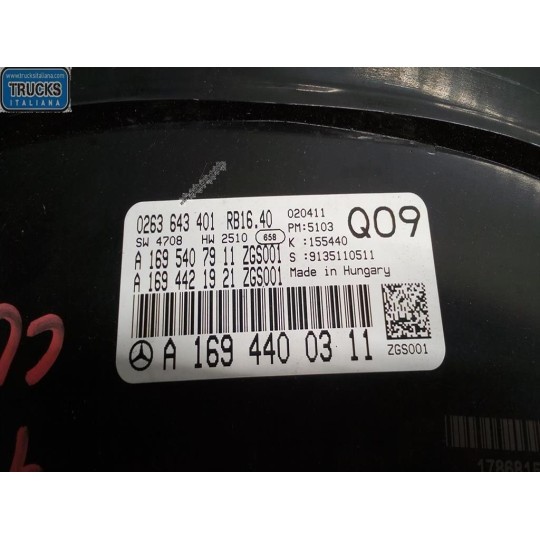 www.trucksitaliana.com
TRUCKS
ITALIANA
0263 643 401 RB16.40 020411 Q09
SW 4708 HW 2510 658 PM:5103
K :155440
A 169 540 79 11 ZGS001 S :9135110511
A 169 442 19 21 ZGS001 Made in Hungary
A 169 440 03 11 ZGS001